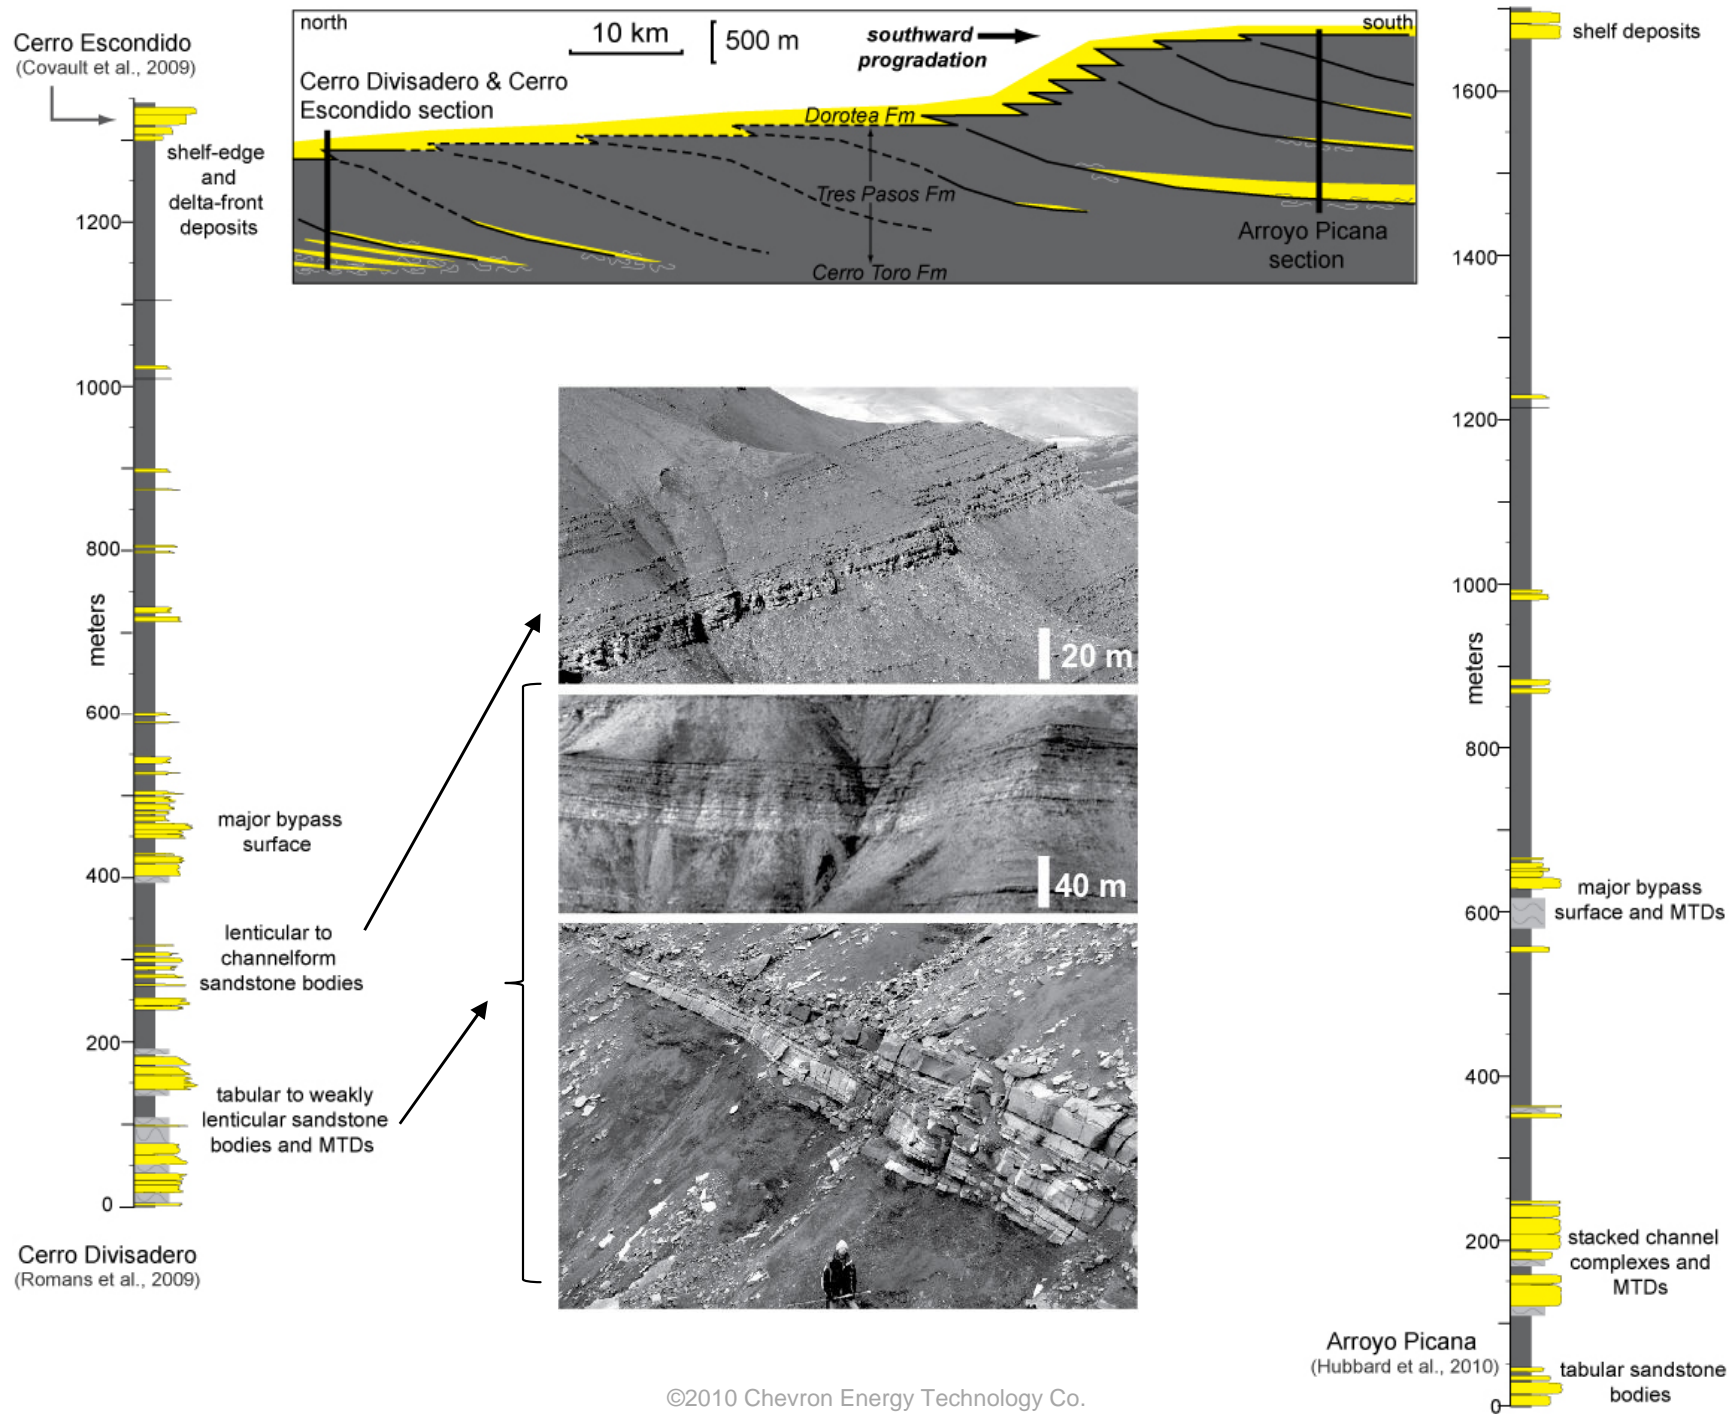 Cerro Escondido
(Covault et al., 2009)
shelf-edge
and
delta-front
deposits
1200
1000
800
meters
600
major bypass
surface
400
lenticular to
channelform
sandstone bodies
200
tabular to weakly
lenticular sandstone
bodies and MTDs
0
Cerro Divisadero
(Romans et al., 2009)
north
10 km
500 m
southward
progradation
south
Cerro Divisadero & Cerro
Escondido section
Dorotea Fm
Tres Pasos Fm
Cerro Toro Fm
Arroyo Picana
section
20 m
40 m
shelf deposits
1600
1400
1200
1000
meters
800
major bypass
surface and MTDs
600
400
200
stacked channel
complexes and
MTDs
Arroyo Picana
(Hubbard et al., 2010)
tabular sandstone
bodies
0
©2010 Chevron Energy Technology Co.